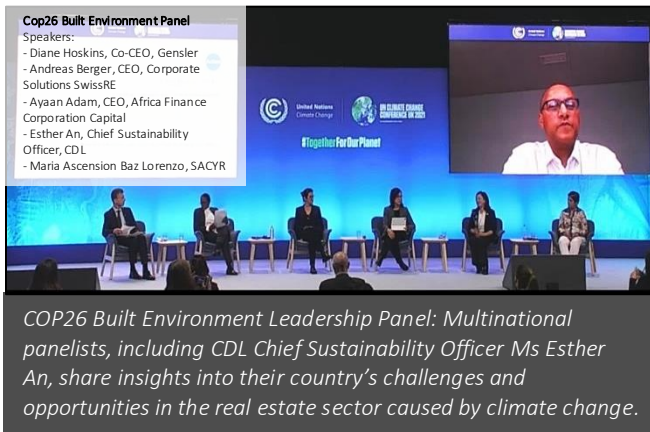 Cop26 Built Environment Panel
Speakers:
- Diane Hoskins, Co-CEO, Gensler
- Andreas Berger, CEO, Corporate
Solutions SwissRE
- Ayaan Adam, CEO, Africa Finance
Corporation Capital
- Esther An, Chief Sustainability
Officer, CDL
- Maria Ascension Baz Lorenzo, SACYR
United Nations
Climate Change
UN CLIMATE CHANGE
CONFERENCE UK 2021
#TogetherForOurPlanet
COP26 Built Environment Leadership Panel: Multinational
panelists, including CDL Chief Sustainability Officer Ms Esther
An, share insights into their country’s challenges and
opportunities in the real estate sector caused by climate change.